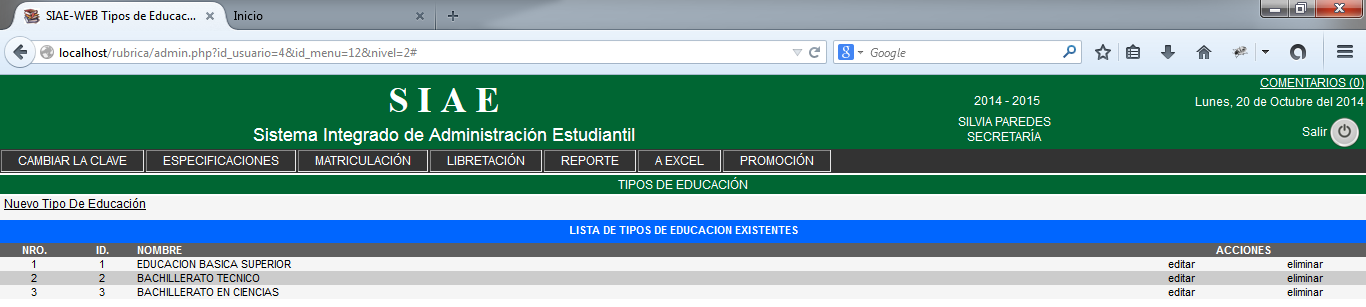 SIAE-WEB Tipos de Educac...
Inicio
localhost/rubrica/admin.php?id_usuario=4&id_menu=12&nivel=2#
Google
COMENTARIOS (0)
S I A E
2014 - 2015
Lunes, 20 de Octubre del 2014
Sistema Integrado de Administración Estudiantil
SILVIA PAREDES
SECRETARÍA
Salir
CAMBIAR LA CLAVE ESPECIFICACIONES MATRICULACIÓN LIBRETACIÓN REPORTE A EXCEL PROMOCIÓN
TIPOS DE EDUCACIÓN
Nuevo Tipo De Educación
LISTA DE TIPOS DE EDUCACION EXISTENTES
NRO. ID. NOMBRE ACCIONES
1 1 EDUCACION BASICA SUPERIOR editar eliminar
2 2 BACHILLERATO TECNICO editar eliminar
3 3 BACHILLERATO EN CIENCIAS editar eliminar